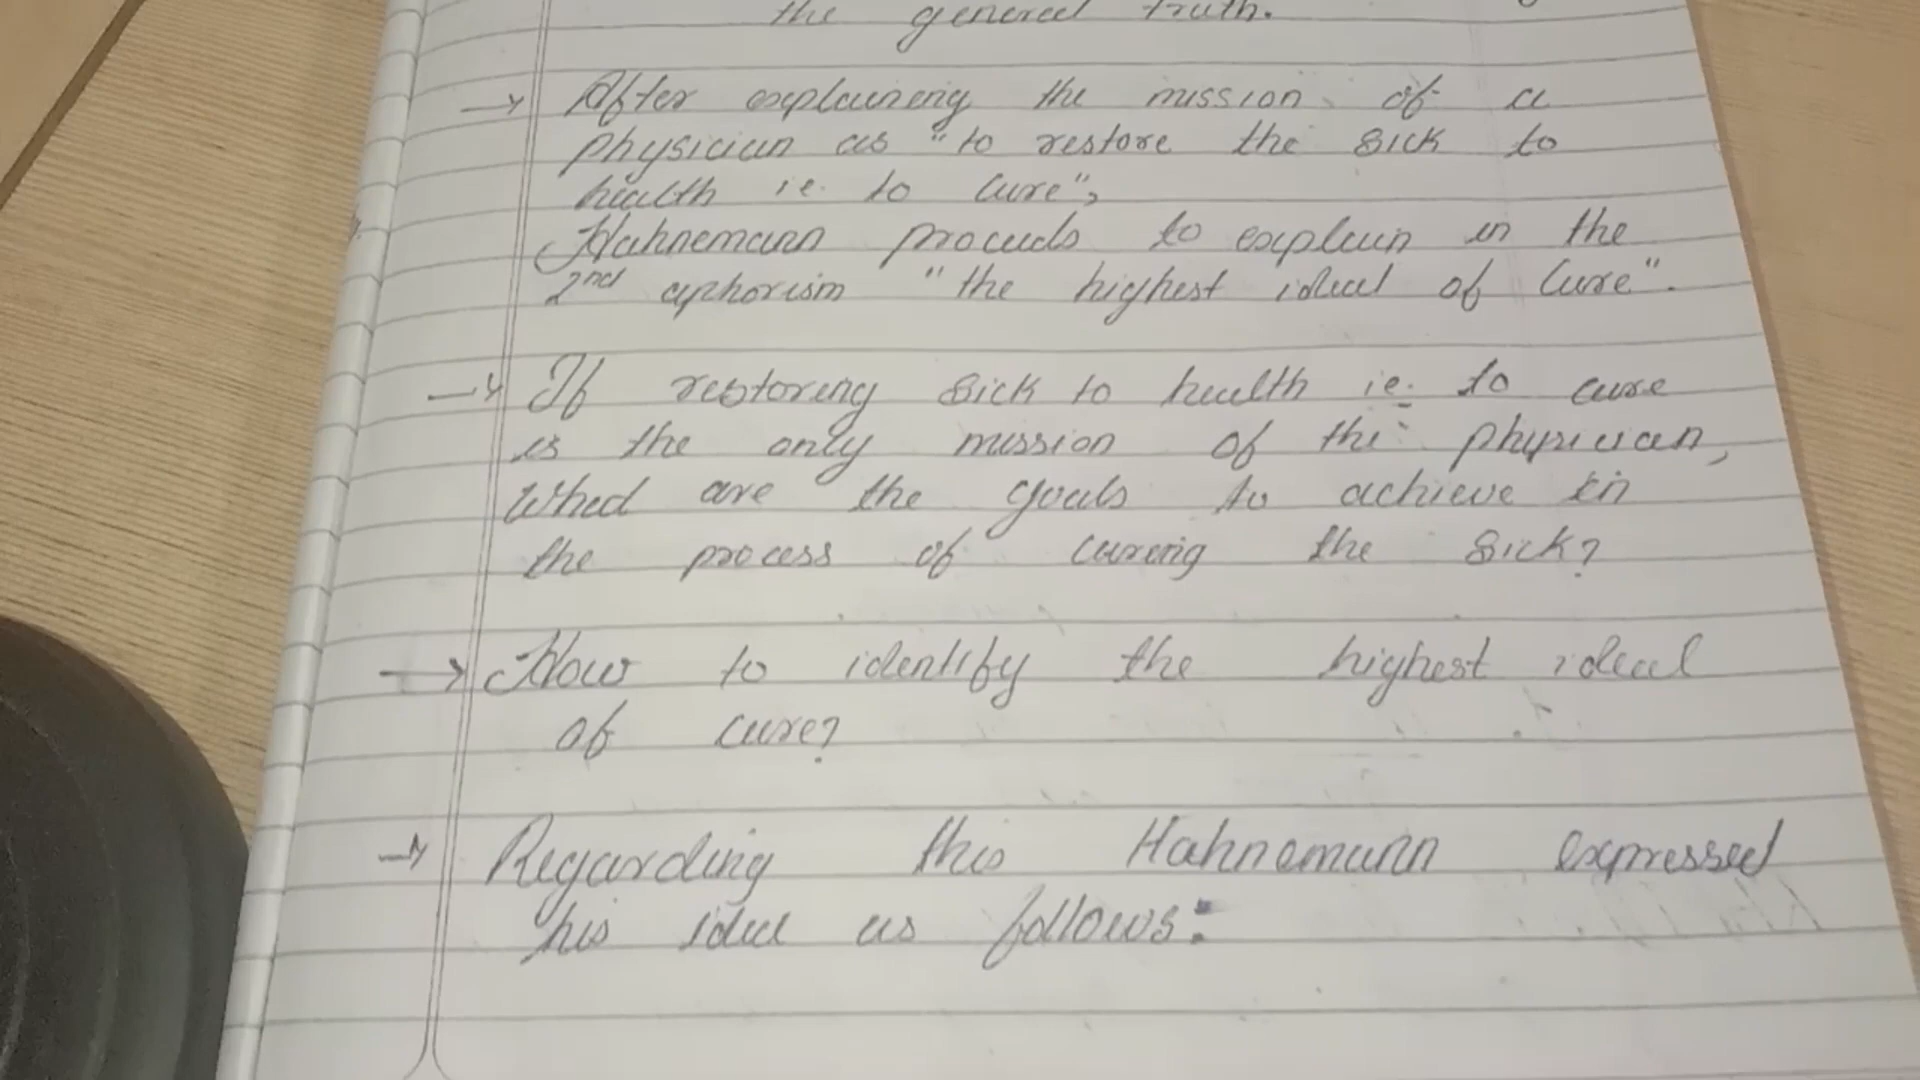 the general truth.
→ After explaining the mission of a
physician as "to restore the sick to
health i.e. to cure",
Hahnemann proceeds to explain in the
2nd aphorism "the highest ideal of cure".
→ If restoring sick to health i.e. to cure
is the only mission of the physician,
What are the goals to achieve in
the process of curing the sick?
→ How to identify the highest ideal
of cure?
→ Regarding this Hahnemann expressed
his idea as follows: